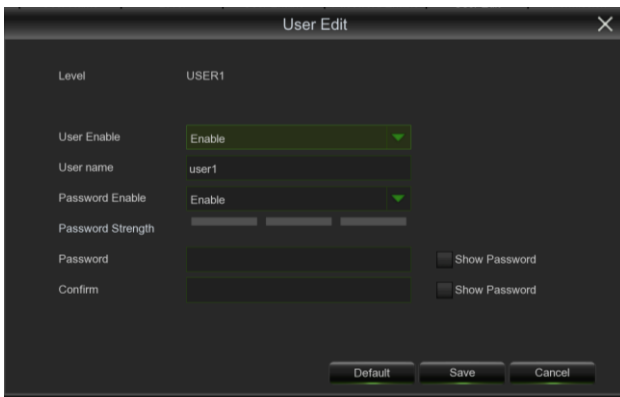 User Edit
Level USER1
User Enable Enable
User name user1
Password Enable Enable
Password Strength
Password Show Password
Confirm Show Password
Default Save Cancel